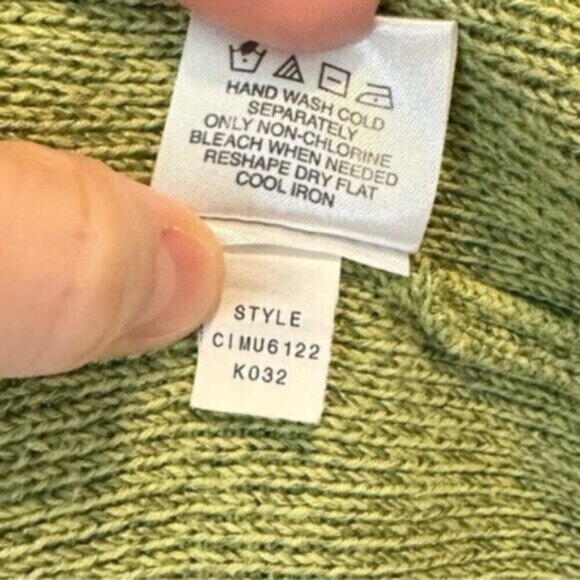 HAND WASH COLD
SEPARATELY
ONLY NON-CHLORINE
BLEACH WHEN NEEDED
RESHAPE DRY FLAT
COOL IRON
STYLE
CIMU6122
K032